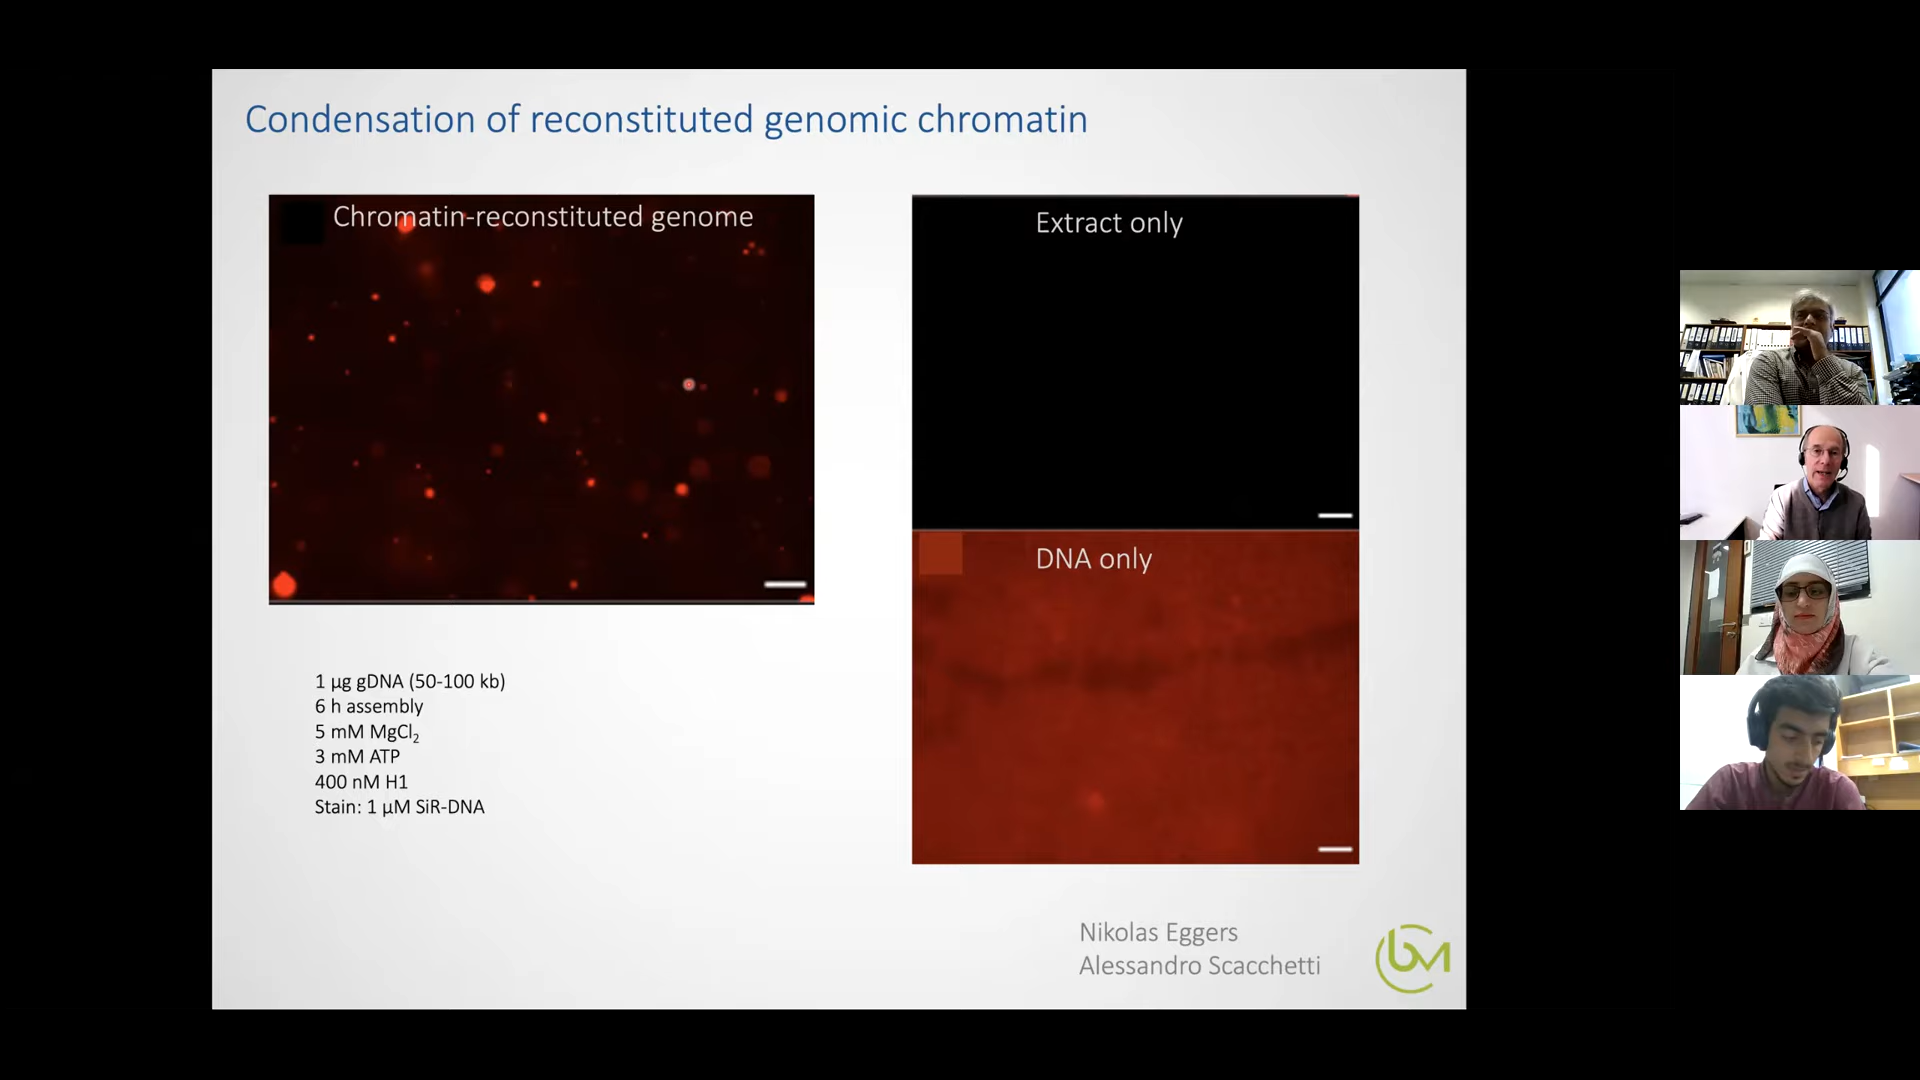 Condensation of reconstituted genomic chromatin
Chromatin-reconstituted genome
Extract only
DNA only
1 µg gDNA (50-100 kb)
6 h assembly
5 mM MgCl₂
3 mM ATP
400 nM H1
Stain: 1 µM SiR-DNA
Nikolas Eggers
Alessandro Scacchetti
BM